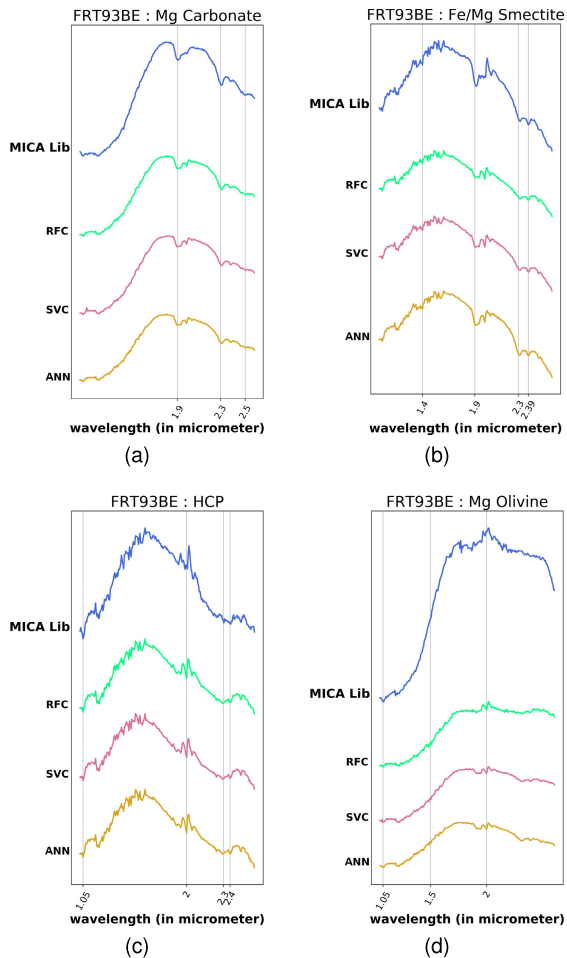 FRT93BE : Mg Carbonate
MICA Lib
RFC
SVC
ANN
1.9
2.3
2.5
wavelength (in micrometer)
(a)
FRT93BE : Fe/Mg Smectite
MICA Lib
RFC
SVC
ANN
1.4
1.9
2.3
2.39
wavelength (in micrometer)
(b)
FRT93BE : HCP
MICA Lib
RFC
SVC
ANN
1.05
2
2.3
2.4
wavelength (in micrometer)
(c)
FRT93BE : Mg Olivine
MICA Lib
RFC
SVC
ANN
1.05
1.5
2
wavelength (in micrometer)
(d)